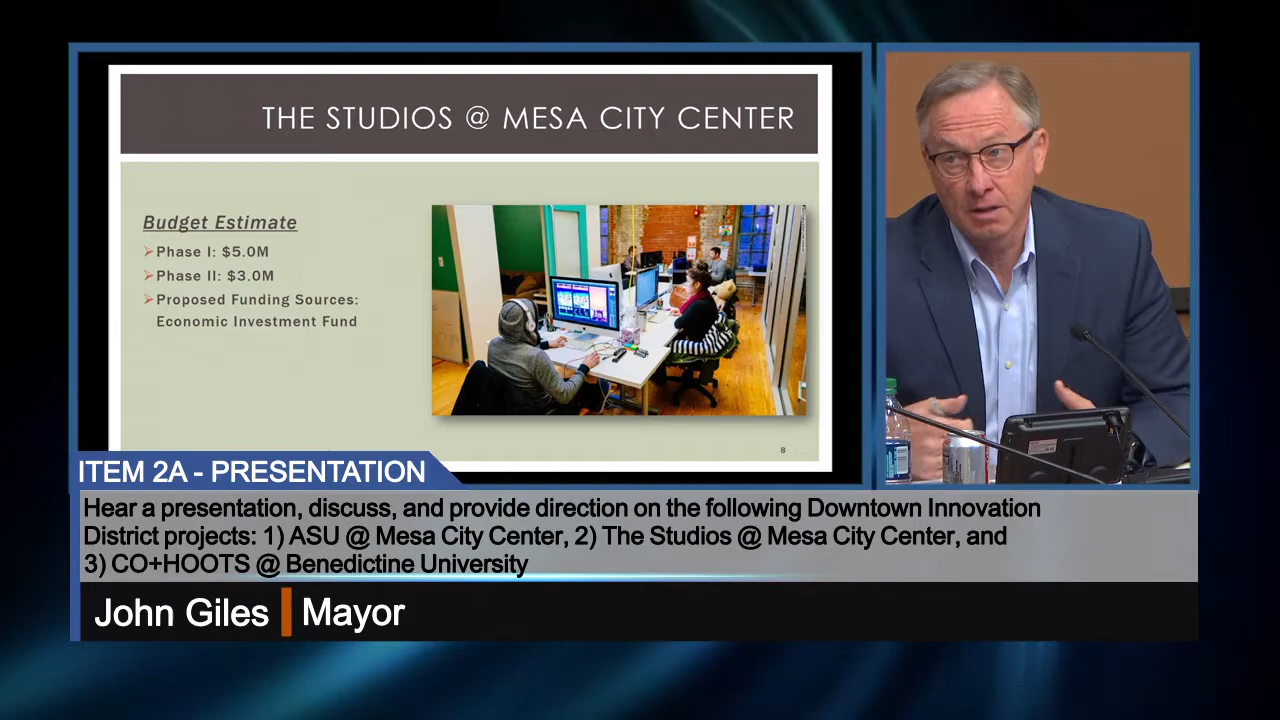 THE STUDIOS @ MESA CITY CENTER
Budget Estimate
Phase I: $5.0M
Phase II: $3.0M
Proposed Funding Sources:
Economic Investment Fund
8
ITEM 2A - PRESENTATION
Hear a presentation, discuss, and provide direction on the following Downtown Innovation
District projects: 1) ASU @ Mesa City Center, 2) The Studios @ Mesa City Center, and
3) CO+HOOTS @ Benedictine University
John Giles | Mayor